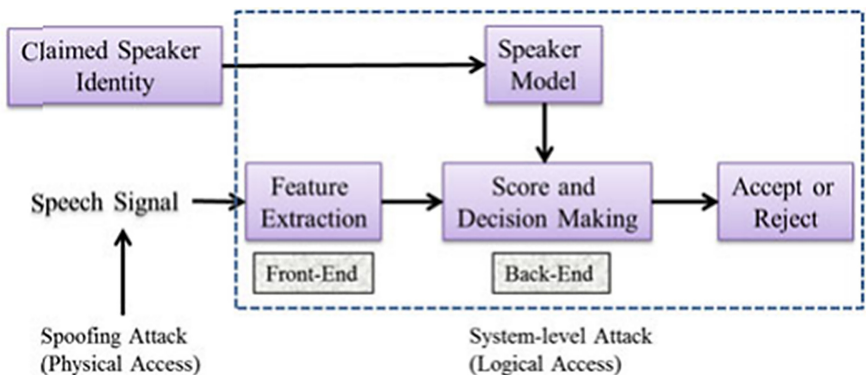 Claimed Speaker
Identity
Speaker
Model
Speech Signal
Feature
Extraction
Score and
Decision Making
Accept or
Reject
Front-End
Back-End
Spoofing Attack
(Physical Access)
System-level Attack
(Logical Access)